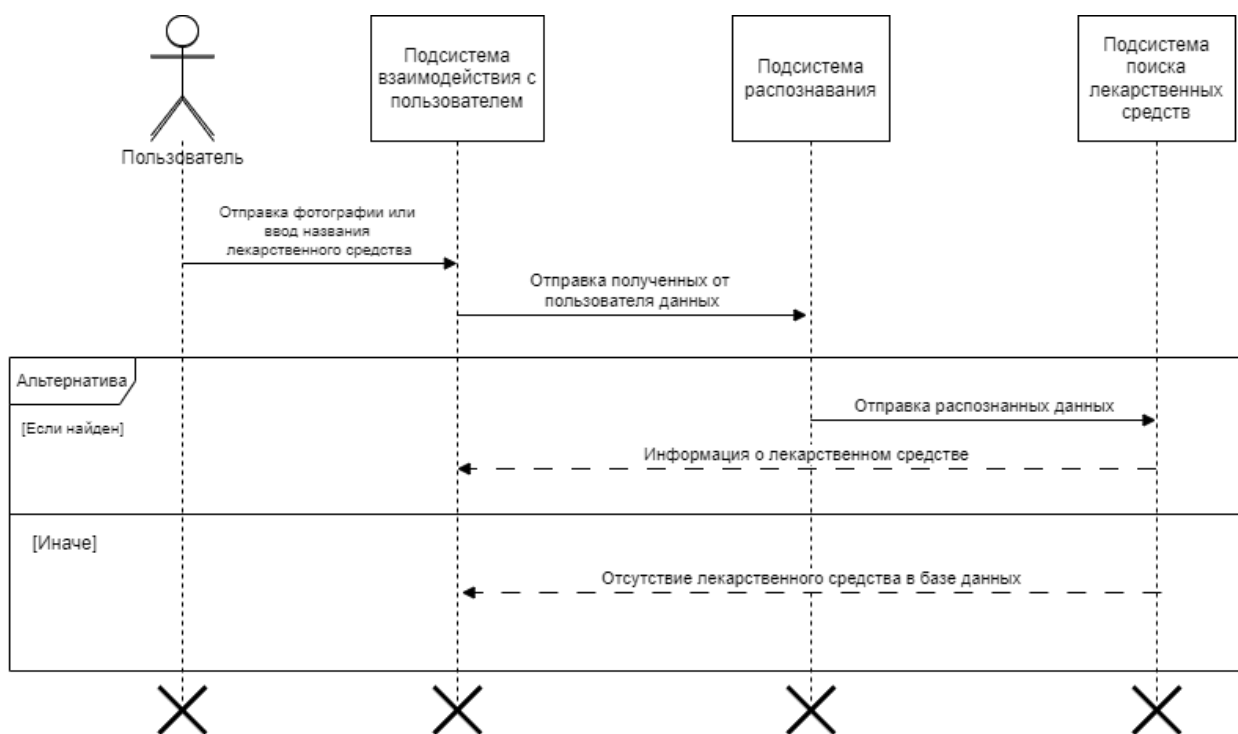 Подсистема
взаимодействия с
пользователем
Подсистема
распознавания
Подсистема
поиска
лекарственных
средств
Пользователь
Отправка фотографии или
ввод названия
лекарственного средства
Отправка полученных от
пользователя данных
Альтернатива
[Если найден]
Отправка распознанных данных
Информация о лекарственном средстве
[Иначе]
Отсутствие лекарственного средства в базе данных